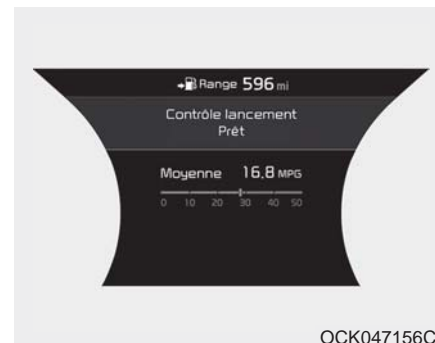 Range 596 mi
Contrôle lancement
Prêt
Moyenne 16.8 MPG
0 10 20 30 40 50
OCK047156C